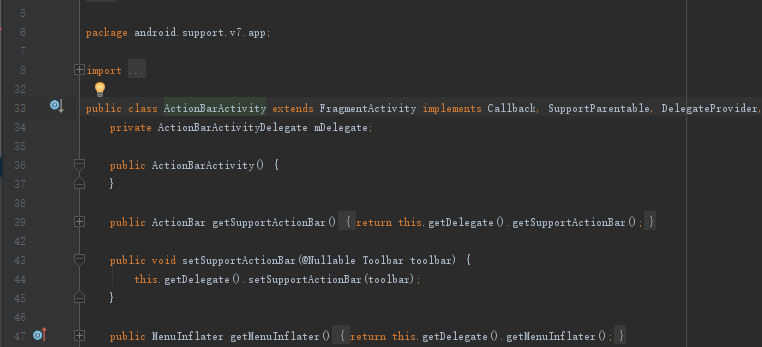 5
6 package android.support.v7.app;
7
8 import ...
32
33 public class ActionBarActivity extends FragmentActivity implements Callback, SupportParentable, DelegateProvider,
34 private ActionBarActivityDelegate mDelegate;
35
36 public ActionBarActivity() {
37 }
38
39 public ActionBar getSupportActionBar() { return this.getDelegate().getSupportActionBar(); }
42
43 public void setSupportActionBar(@Nullable Toolbar toolbar) {
44 this.getDelegate().setSupportActionBar(toolbar);
45 }
46
47 public MenuInflater getMenuInflater() { return this.getDelegate().getMenuInflater(); }